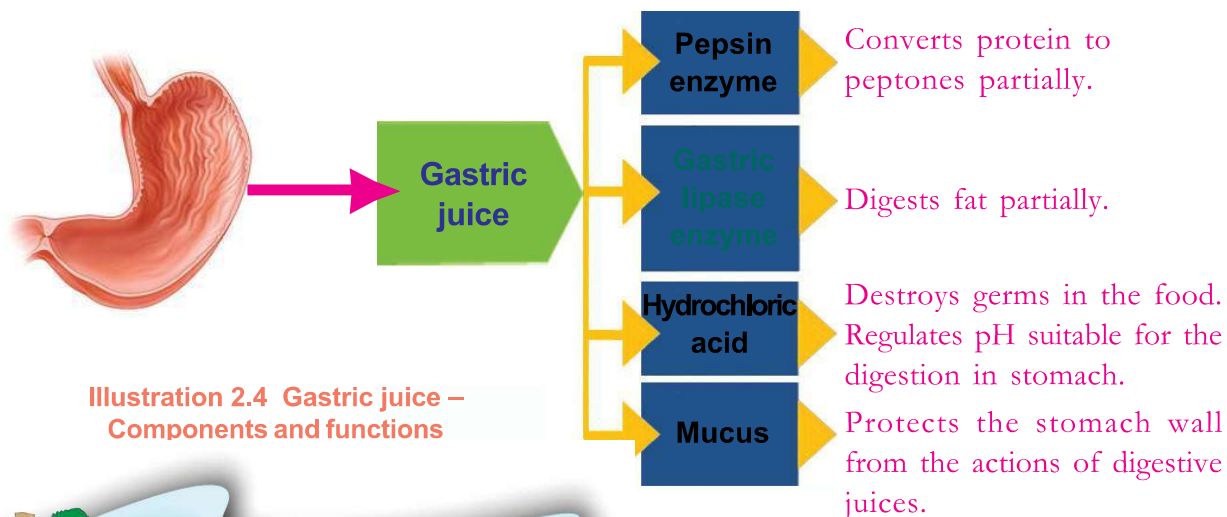 Pepsin
enzyme
Converts protein to
peptones partially.
Gastric
juice
Gastric
lipase
enzyme
Digests fat partially.
Hydrochloric
acid
Destroys germs in the food.
Regulates pH suitable for the
digestion in stomach.
Mucus
Protects the stomach wall
from the actions of digestive
juices.
Illustration 2.4 Gastric juice –
Components and functions